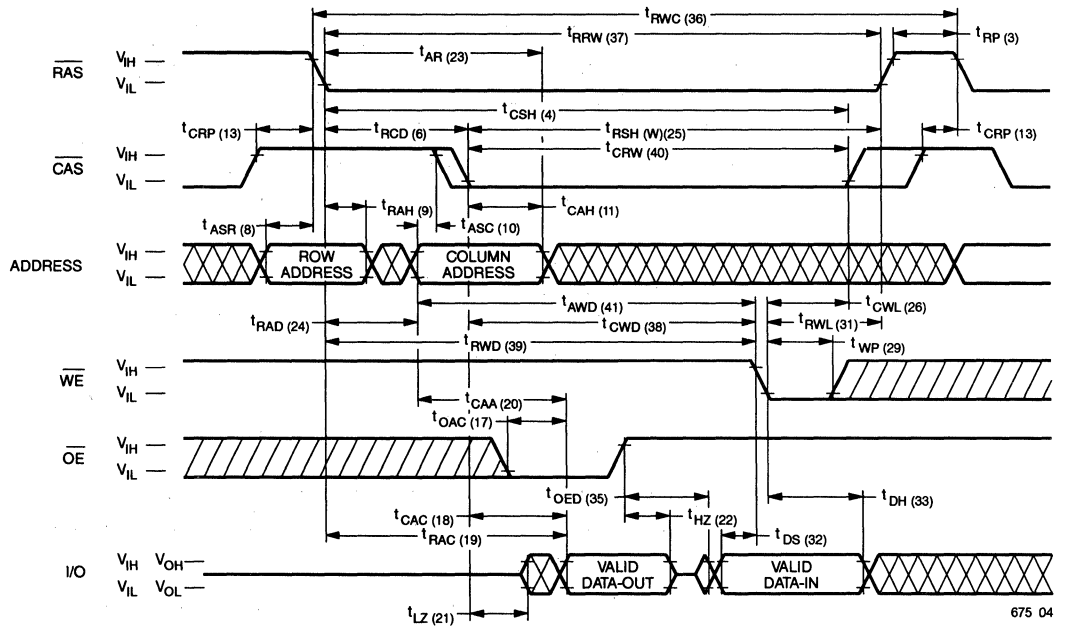 tRWC (36)
tRRW (37)
tRP (3)
tAR (23)
RAS
VIH
VIL
tCSH (4)
tCRP (13)
tRCD (6)
tRSH (W)(25)
tCRP (13)
tCRW (40)
CAS
VIH
VIL
tRAH (9)
tCAH (11)
tASR (8)
tASC (10)
ADDRESS
VIH
VIL
ROW
ADDRESS
COLUMN
ADDRESS
tAWD (41)
tCWL (26)
tRAD (24)
tCWD (38)
tRWL (31)
tRWD (39)
tWP (29)
WE
VIH
VIL
tCAA (20)
tOAC (17)
OE
VIH
VIL
tOED (35)
tDH (33)
tCAC (18)
tHZ (22)
tRAC (19)
tDS (32)
I/O
VIH VOH
VIL VOL
VALID
DATA-OUT
VALID
DATA-IN
tLZ (21)
675 04